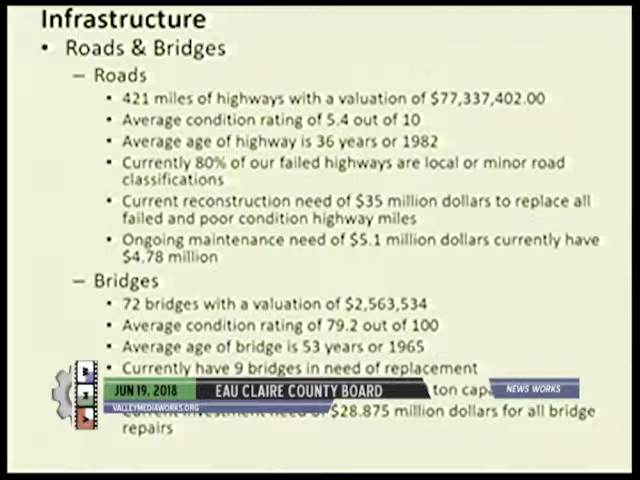 Infrastructure
• Roads & Bridges
– Roads
• 421 miles of highways with a valuation of $77,337,402.00
• Average condition rating of 5.4 out of 10
• Average age of highway is 36 years or 1982
• Currently 80% of our failed highways are local or minor road
classifications
• Current reconstruction need of $35 million dollars to replace all
failed and poor condition highway miles
• Ongoing maintenance need of $5.1 million dollars currently have
$4.78 million
– Bridges
• 72 bridges with a valuation of $2,563,534
• Average condition rating of 79.2 out of 100
• Average age of bridge is 53 years or 1965
• Currently have 9 bridges in need of replacement
ton
$28.875 million dollars for all bridge
repairs
V M W
JUN 19, 2018 EAU CLAIRE COUNTY BOARD NEWS WORKS
VALLEYMEDIAWORKS.ORG